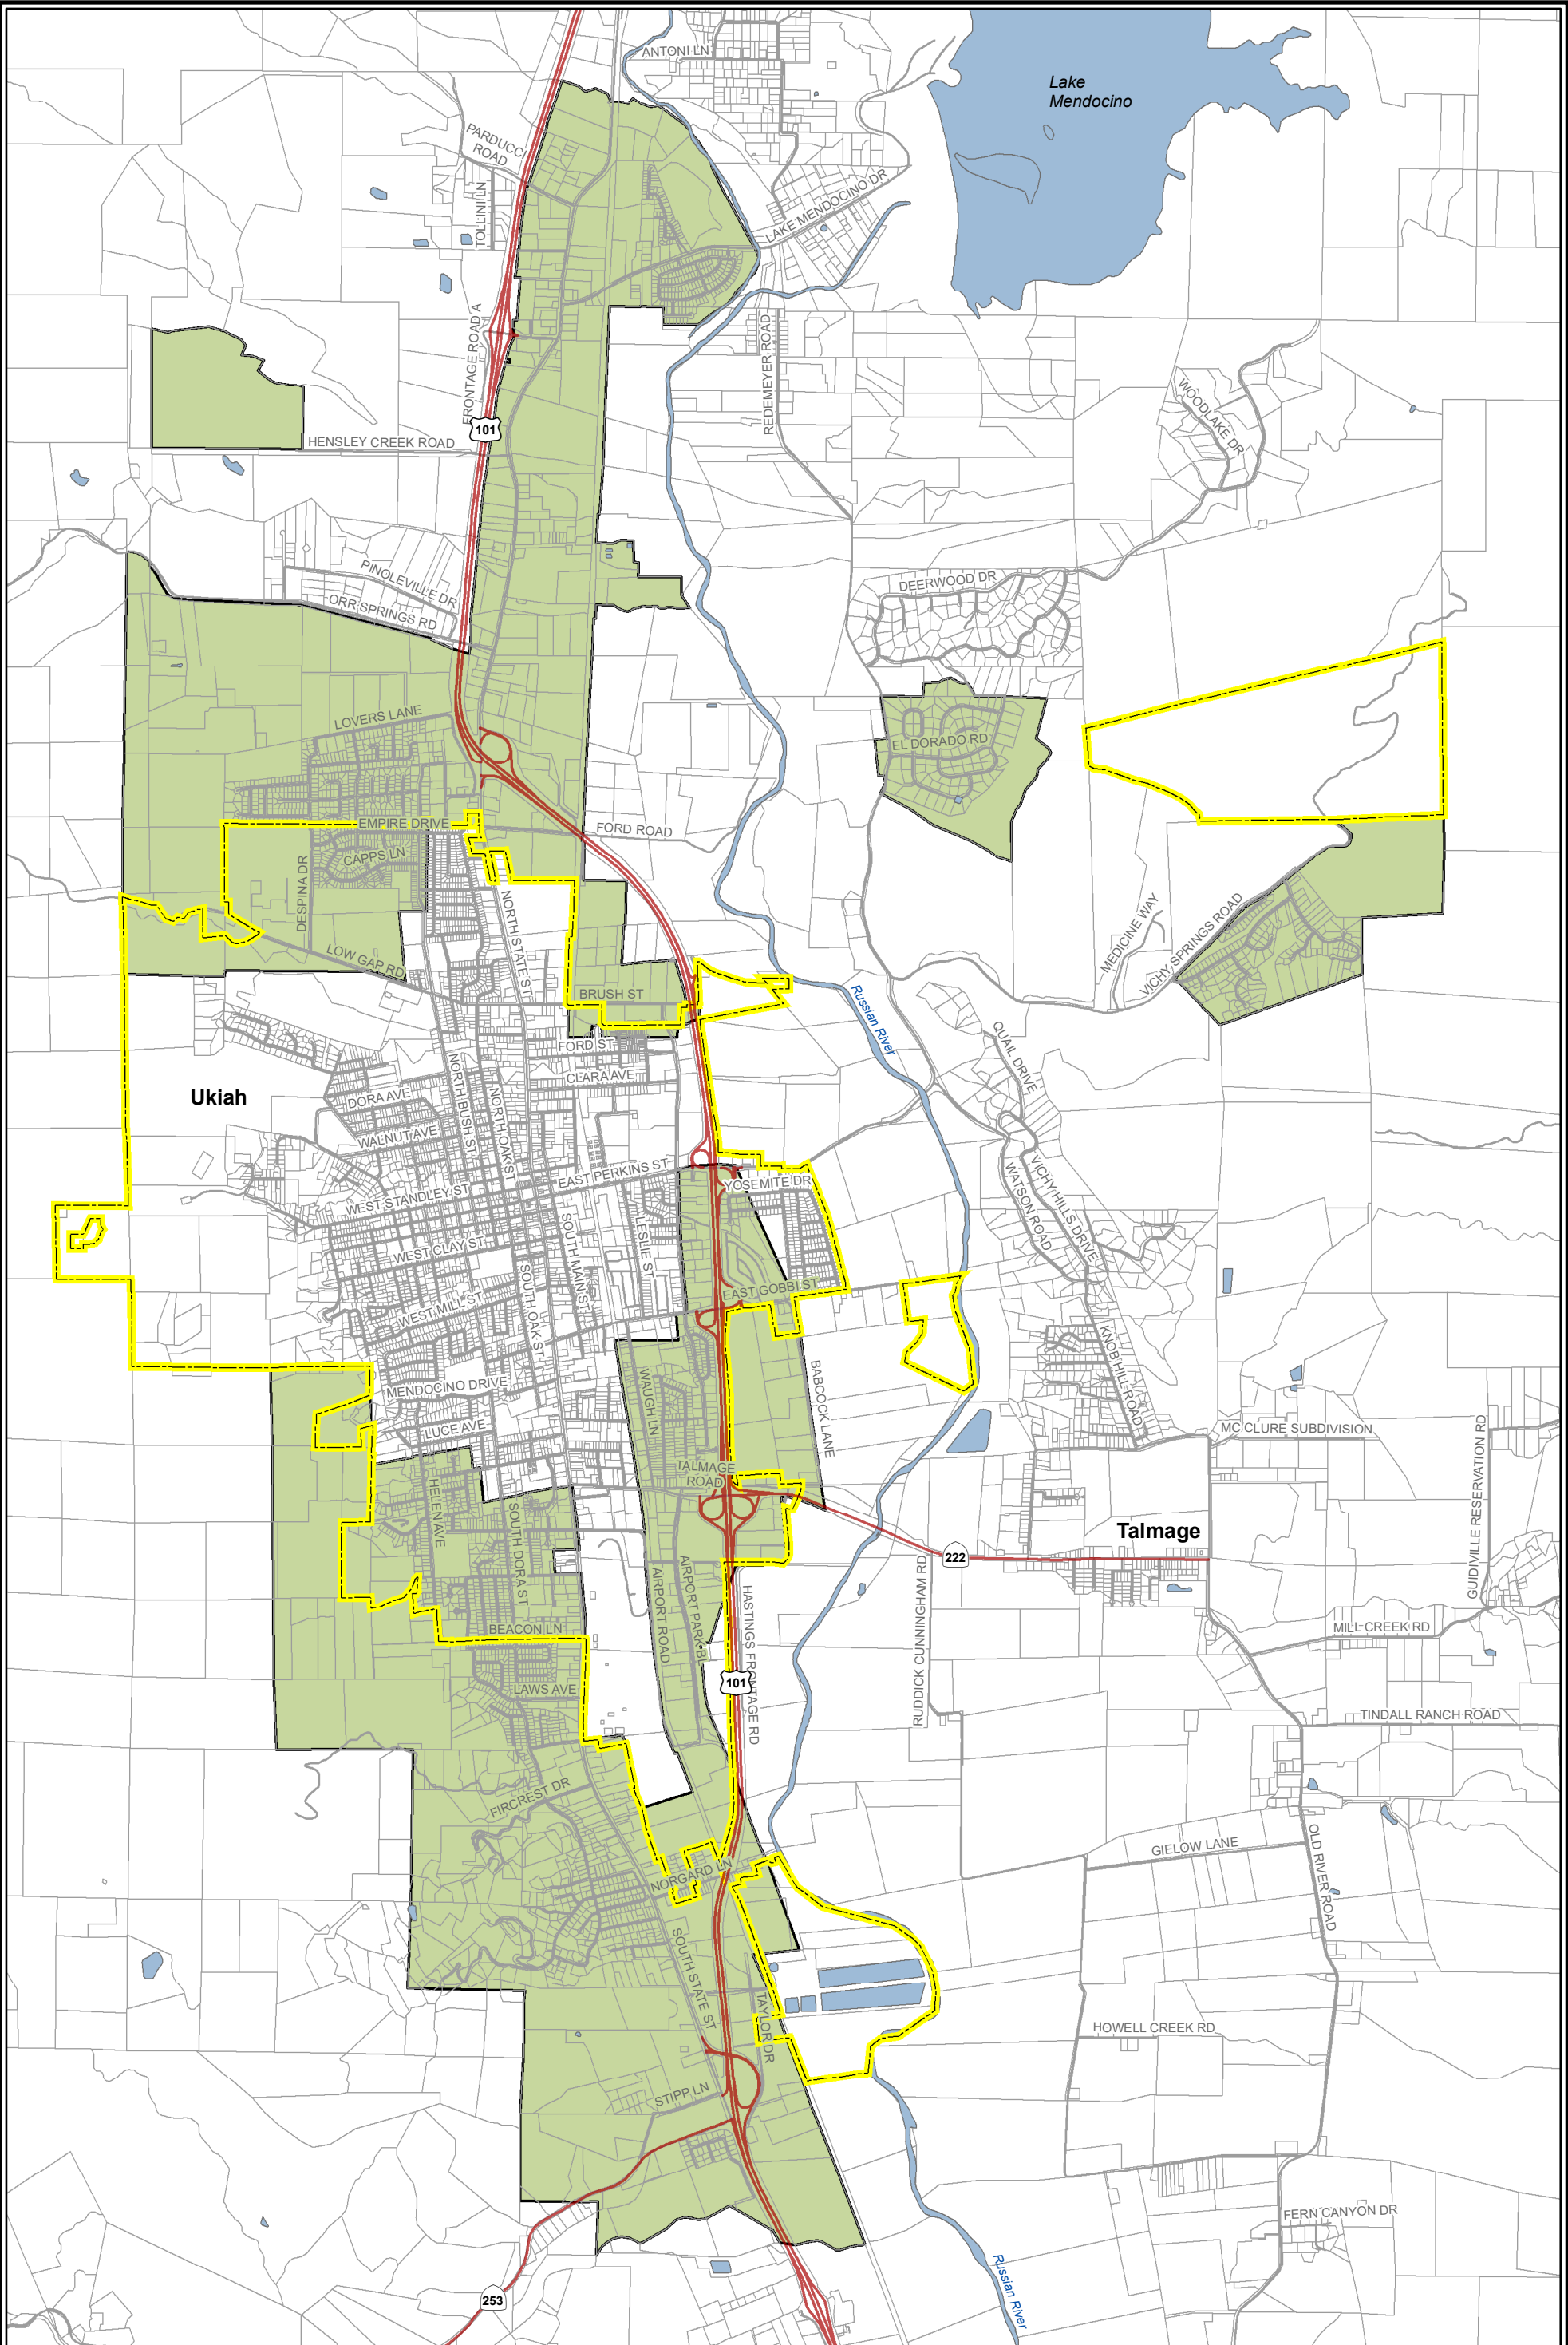 ANTONI LN
Lake
Mendocino
PARDUCCI
ROAD
TOLLINI LN
LAKE MENDOCINO DR
FRONTAGE ROAD A
REDEMEYER ROAD
WOODLAKE DR
101
HENSLEY CREEK ROAD
PINOLEVILLE DR
ORR SPRINGS RD
DEERWOOD DR
LOVERS LANE
EL DORADO RD
EMPIRE DRIVE
FORD ROAD
CAPPS LN
DESPINA DR
NORTH STATE ST
LOW GAP RD
MEDICINE WAY
VICHY SPRINGS ROAD
BRUSH ST
Russian River
FORD ST
QUAIL DRIVE
CLARA AVE
Ukiah
DORA AVE
NORTH BUSH ST
NORTH OAK ST
WALNUT AVE
EAST PERKINS ST
YOSEMITE DR
VICHY HILLS DRIVE
WATSON ROAD
WEST STANDLEY ST
LESLIE ST
SOUTH MAIN ST
WEST CLAY ST
SOUTH OAK ST
EAST GOBBI ST
WEST MILL ST
KNOB HILL ROAD
BABCOCK LANE
WAUGH LN
MENDOCINO DRIVE
LUCE AVE
MC CLURE SUBDIVISION
GUIDIVILLE RESERVATION RD
TALMAGE
ROAD
HELEN AVE
SOUTH DORA ST
Talmage
222
AIRPORT PARK BL
AIRPORT ROAD
HASTINGS FRONTAGE RD
RUDDICK CUNNINGHAM RD
BEACON LN
MILL CREEK RD
101
LAWS AVE
TINDALL RANCH ROAD
FIRCREST DR
GIELOW LANE
OLD RIVER ROAD
NORGARD LN
SOUTH STATE ST
TAYLOR DR
HOWELL CREEK RD
STIPP LN
FERN CANYON DR
Russian River
253